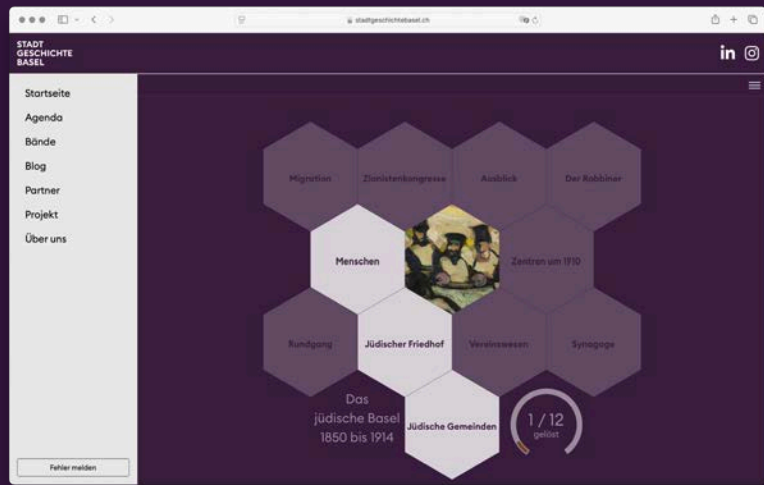 stadtgeschichtebasel.ch
STADT
GESCHICHTE
BASEL
in
Startseite
Agenda
Bände
Blog
Partner
Projekt
Über uns
Fehler melden
Migration
Zionistenkongresse
Ausblick
Der Rabbiner
Menschen
Zentren um 1910
Rundgang
Jüdischer Friedhof
Vereinswesen
Synagoge
Das
jüdische Basel
1850 bis 1914
Jüdische Gemeinden
1 / 12
gelöst